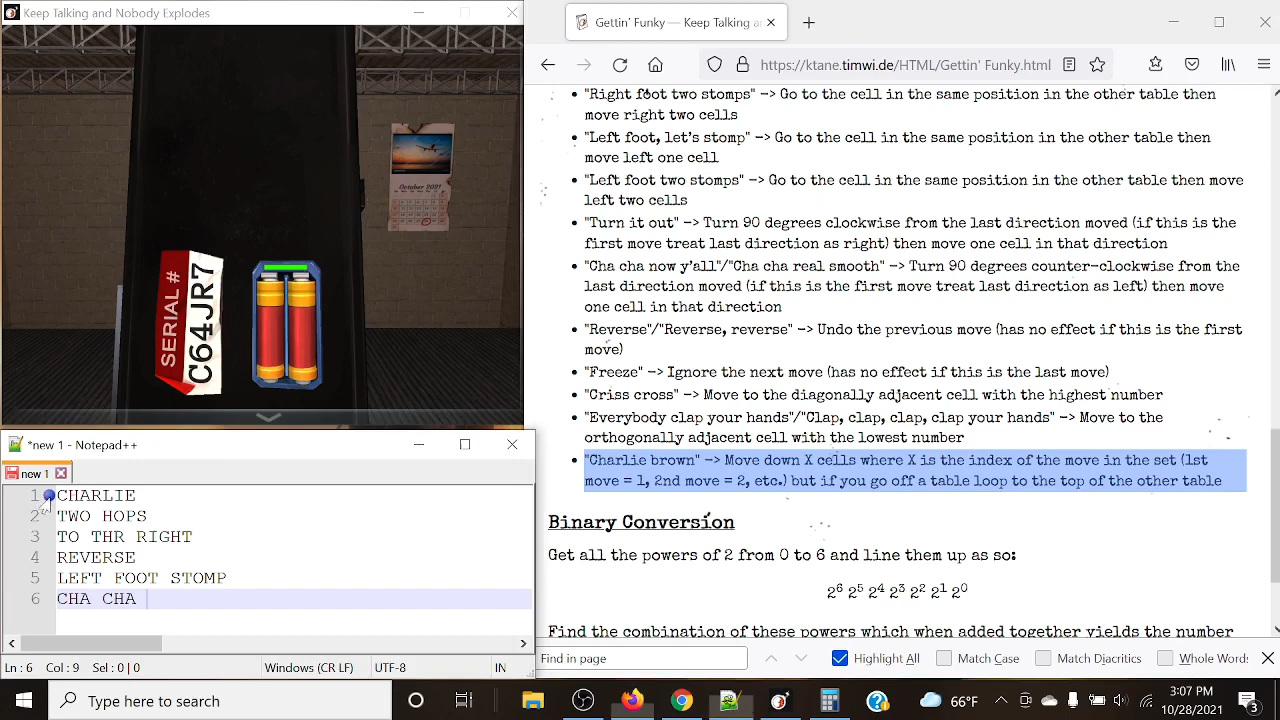 Keep Talking and Nobody Explodes
October 2021
SERIAL #
C64JR7
*new 1 - Notepad++
new 1
1 CHARLIE
2 TWO HOPS
3 TO THR RIGHT
4 REVERSE
5 LEFT FOOT STOMP
6 CHA CHA
Ln : 6 Col : 9 Sel : 0 | 0
Windows (CR LF)
UTF-8
IN
Gettin' Funky — Keep Talking and
https://ktane.timwi.de/HTML/Gettin' Funky.html
"Right foot two stomps" -> Go to the cell in the same position in the other table then
move right two cells
"Left foot, let's stomp" -> Go to the cell in the same position in the other table then
move left one cell
"Left foot two stomps" -> Go to the cell in the same position in the other table then move
left two cells
"Turn it out" -> Turn 90 degrees clockwise from the last direction moved (if this is the
first move treat last direction as right) then move one cell in that direction
"Cha cha now y'all"/"Cha cha real smooth" -> Turn 90 degrees counter-clockwise from the
last direction moved (if this is the first move treat last direction as left) then move
one cell in that direction
"Reverse"/"Reverse, reverse" -> Undo the previous move (has no effect if this is the first
move)
"Freeze" -> Ignore the next move (has no effect if this is the last move)
"Criss cross" -> Move to the diagonally adjacent cell with the highest number
"Everybody clap your hands"/"Clap, clap, clap, clap your hands" -> Move to the
orthogonally adjacent cell with the lowest number
"Charlie brown" -> Move down X cells where X is the index of the move in the set (1st
move = 1, 2nd move = 2, etc.) but if you go off a table loop to the top of the other table
Binary Conversion
Get all the powers of 2 from 0 to 6 and line them up as so:
2⁶ 2⁵ 2⁴ 2³ 2² 2¹ 2⁰
Find the combination of these powers which when added together yields the number
Find in page
Highlight All
Match Case
Match Diacritics
Whole Words
Type here to search
66°F
3:07 PM
10/28/2021
3